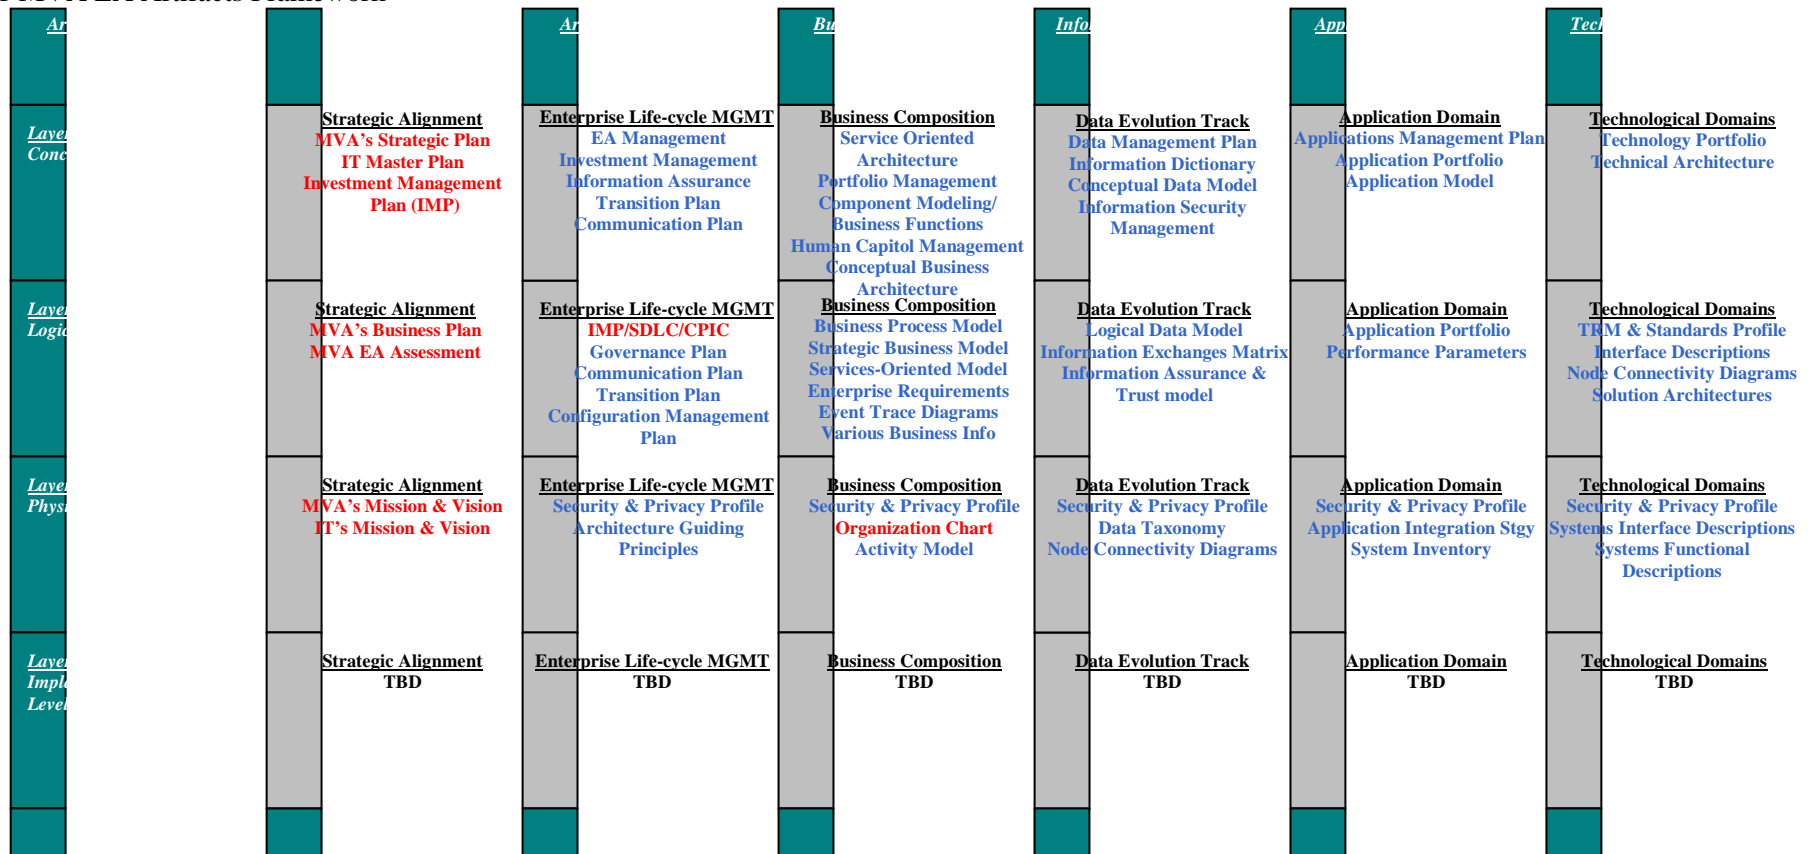 MVA EA Artifacts Framework
Strategic Alignment
MVA's Strategic Plan
IT Master Plan
Investment Management
Plan (IMP)
Enterprise Life-cycle MGMT
EA Management
Investment Management
Information Assurance
Transition Plan
Communication Plan
Business Composition
Service Oriented
Architecture
Portfolio Management
Component Modeling/
Business Functions
Human Capitol Management
Conceptual Business
Architecture
Data Evolution Track
Data Management Plan
Information Dictionary
Conceptual Data Model
Information Security
Management
Application Domain
Applications Management Plan
Application Portfolio
Application Model
Technological Domains
Technology Portfolio
Technical Architecture
Strategic Alignment
MVA's Business Plan
MVA EA Assessment
Enterprise Life-cycle MGMT
IMP/SDLC/CPIC
Governance Plan
Communication Plan
Transition Plan
Configuration Management
Plan
Business Composition
Business Process Model
Strategic Business Model
Services-Oriented Model
Enterprise Requirements
Event Trace Diagrams
Various Business Info
Data Evolution Track
Logical Data Model
Information Exchanges Matrix
Information Assurance &
Trust model
Application Domain
Application Portfolio
Performance Parameters
Technological Domains
TRM & Standards Profile
Interface Descriptions
Node Connectivity Diagrams
Solution Architectures
Strategic Alignment
MVA's Mission & Vision
IT's Mission & Vision
Enterprise Life-cycle MGMT
Security & Privacy Profile
Architecture Guiding
Principles
Business Composition
Security & Privacy Profile
Organization Chart
Activity Model
Data Evolution Track
Security & Privacy Profile
Data Taxonomy
Node Connectivity Diagrams
Application Domain
Security & Privacy Profile
Application Integration Stgy
System Inventory
Technological Domains
Security & Privacy Profile
Systems Interface Descriptions
Systems Functional
Descriptions
Level
Strategic Alignment
TBD
Enterprise Life-cycle MGMT
TBD
Business Composition
TBD
Data Evolution Track
TBD
Application Domain
TBD
Technological Domains
TBD